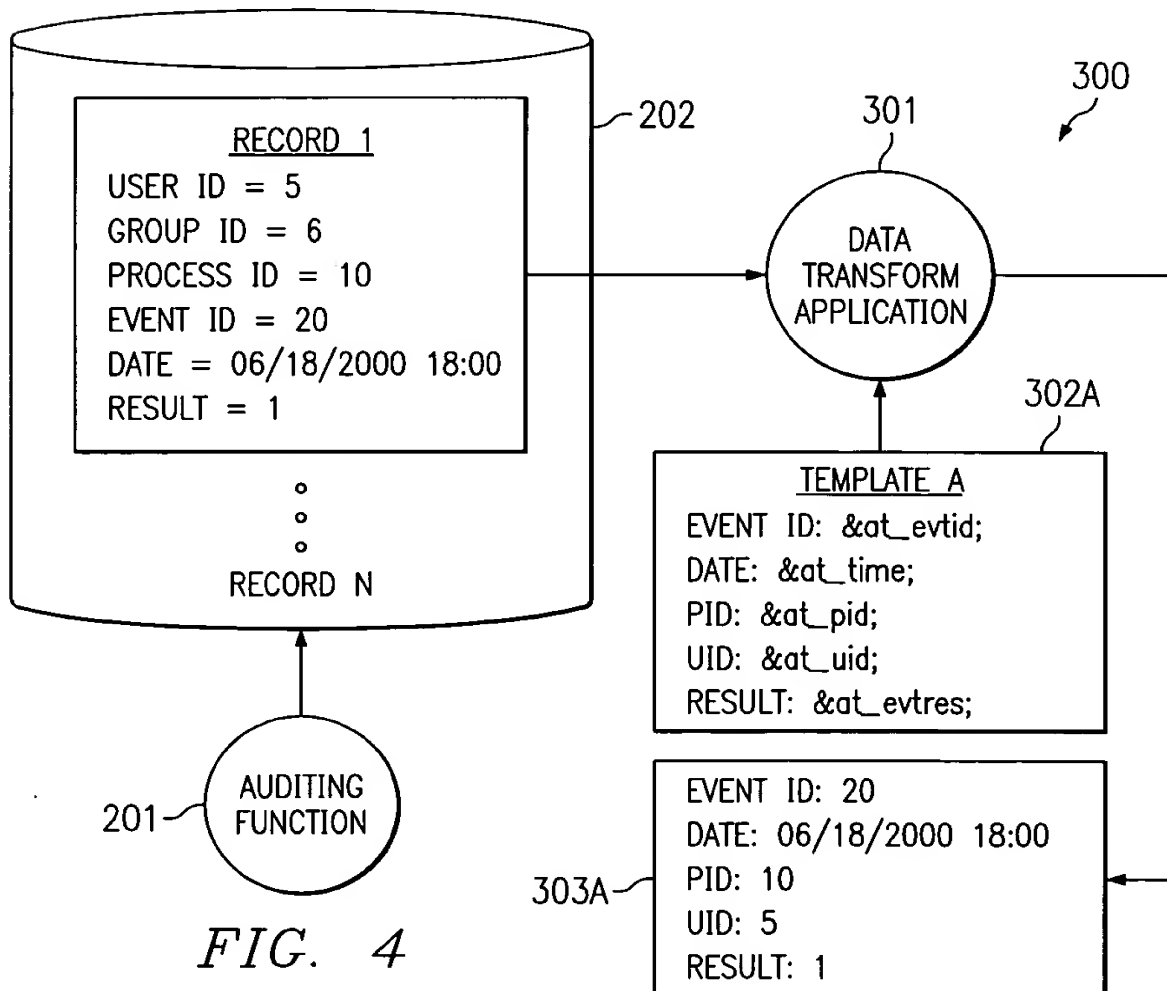 300
301
202
RECORD 1
USER ID = 5
GROUP ID = 6
PROCESS ID = 10
EVENT ID = 20
DATE = 06/18/2000 18:00
RESULT = 1
RECORD N
DATA
TRANSFORM
APPLICATION
302A
TEMPLATE A
EVENT ID: &at_evtid;
DATE: &at_time;
PID: &at_pid;
UID: &at_uid;
RESULT: &at_evtres;
201
AUDITING
FUNCTION
303A
EVENT ID: 20
DATE: 06/18/2000 18:00
PID: 10
UID: 5
RESULT: 1
FIG. 4